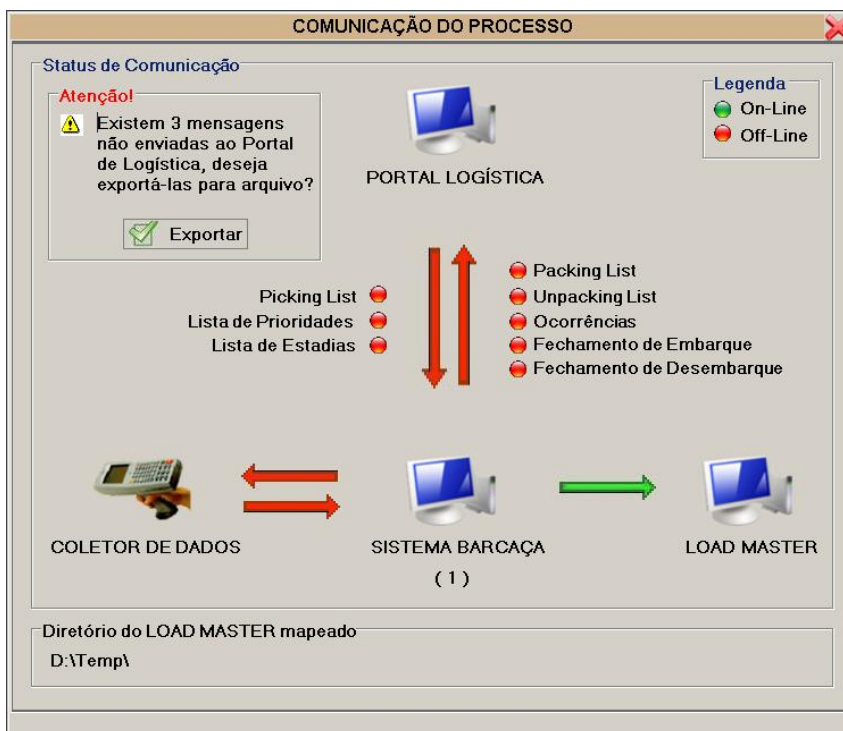 COMUNICAÇÃO DO PROCESSO
Status de Comunicação
Atenção!
Existem 3 mensagens
não enviadas ao Portal
de Logística, deseja
exportá-las para arquivo?
Exportar
PORTAL LOGÍSTICA
Legenda
On-Line
Off-Line
Picking List
Lista de Prioridades
Lista de Estadias
Packing List
Unpacking List
Ocorrências
Fechamento de Embarque
Fechamento de Desembarque
COLETOR DE DADOS
SISTEMA BARCAÇA
( 1 )
LOAD MASTER
Diretório do LOAD MASTER mapeado
D:\Temp\